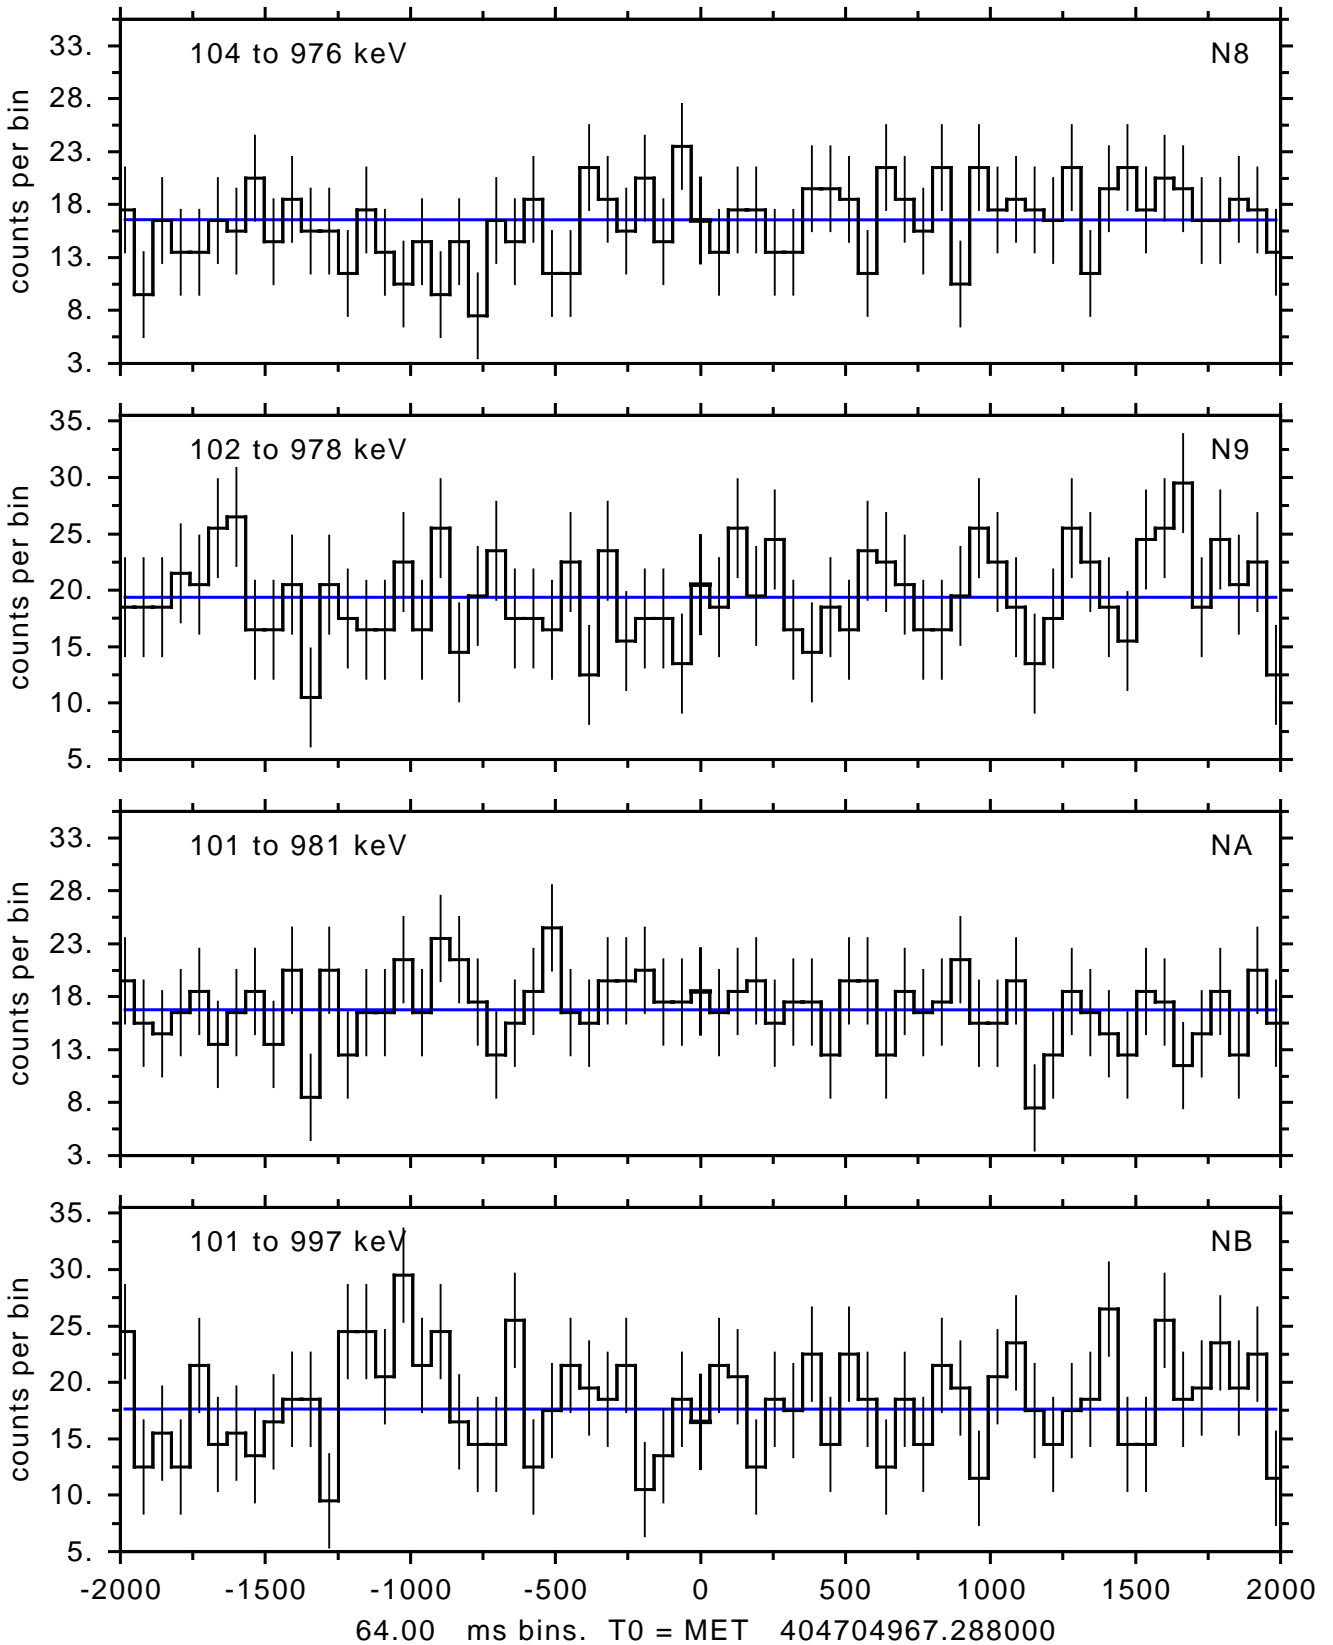 104 to 976 keV N8
33.
28.
23.
18.
13.
8.
3.
counts per bin
102 to 978 keV N9
35.
30.
25.
20.
15.
10.
5.
counts per bin
101 to 981 keV NA
33.
28.
23.
18.
13.
8.
3.
counts per bin
101 to 997 keV NB
35.
30.
25.
20.
15.
10.
5.
counts per bin
-2000 -1500 -1000 -500 0 500 1000 1500 2000
64.00 ms bins. T0 = MET 404704967.288000